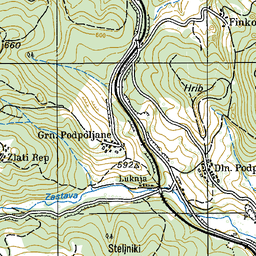 Finko
660
Hrib
Grn. Podpoljane
Zlati Rep
592
Dln. Podp
Luknja
Zastava
Steljniki